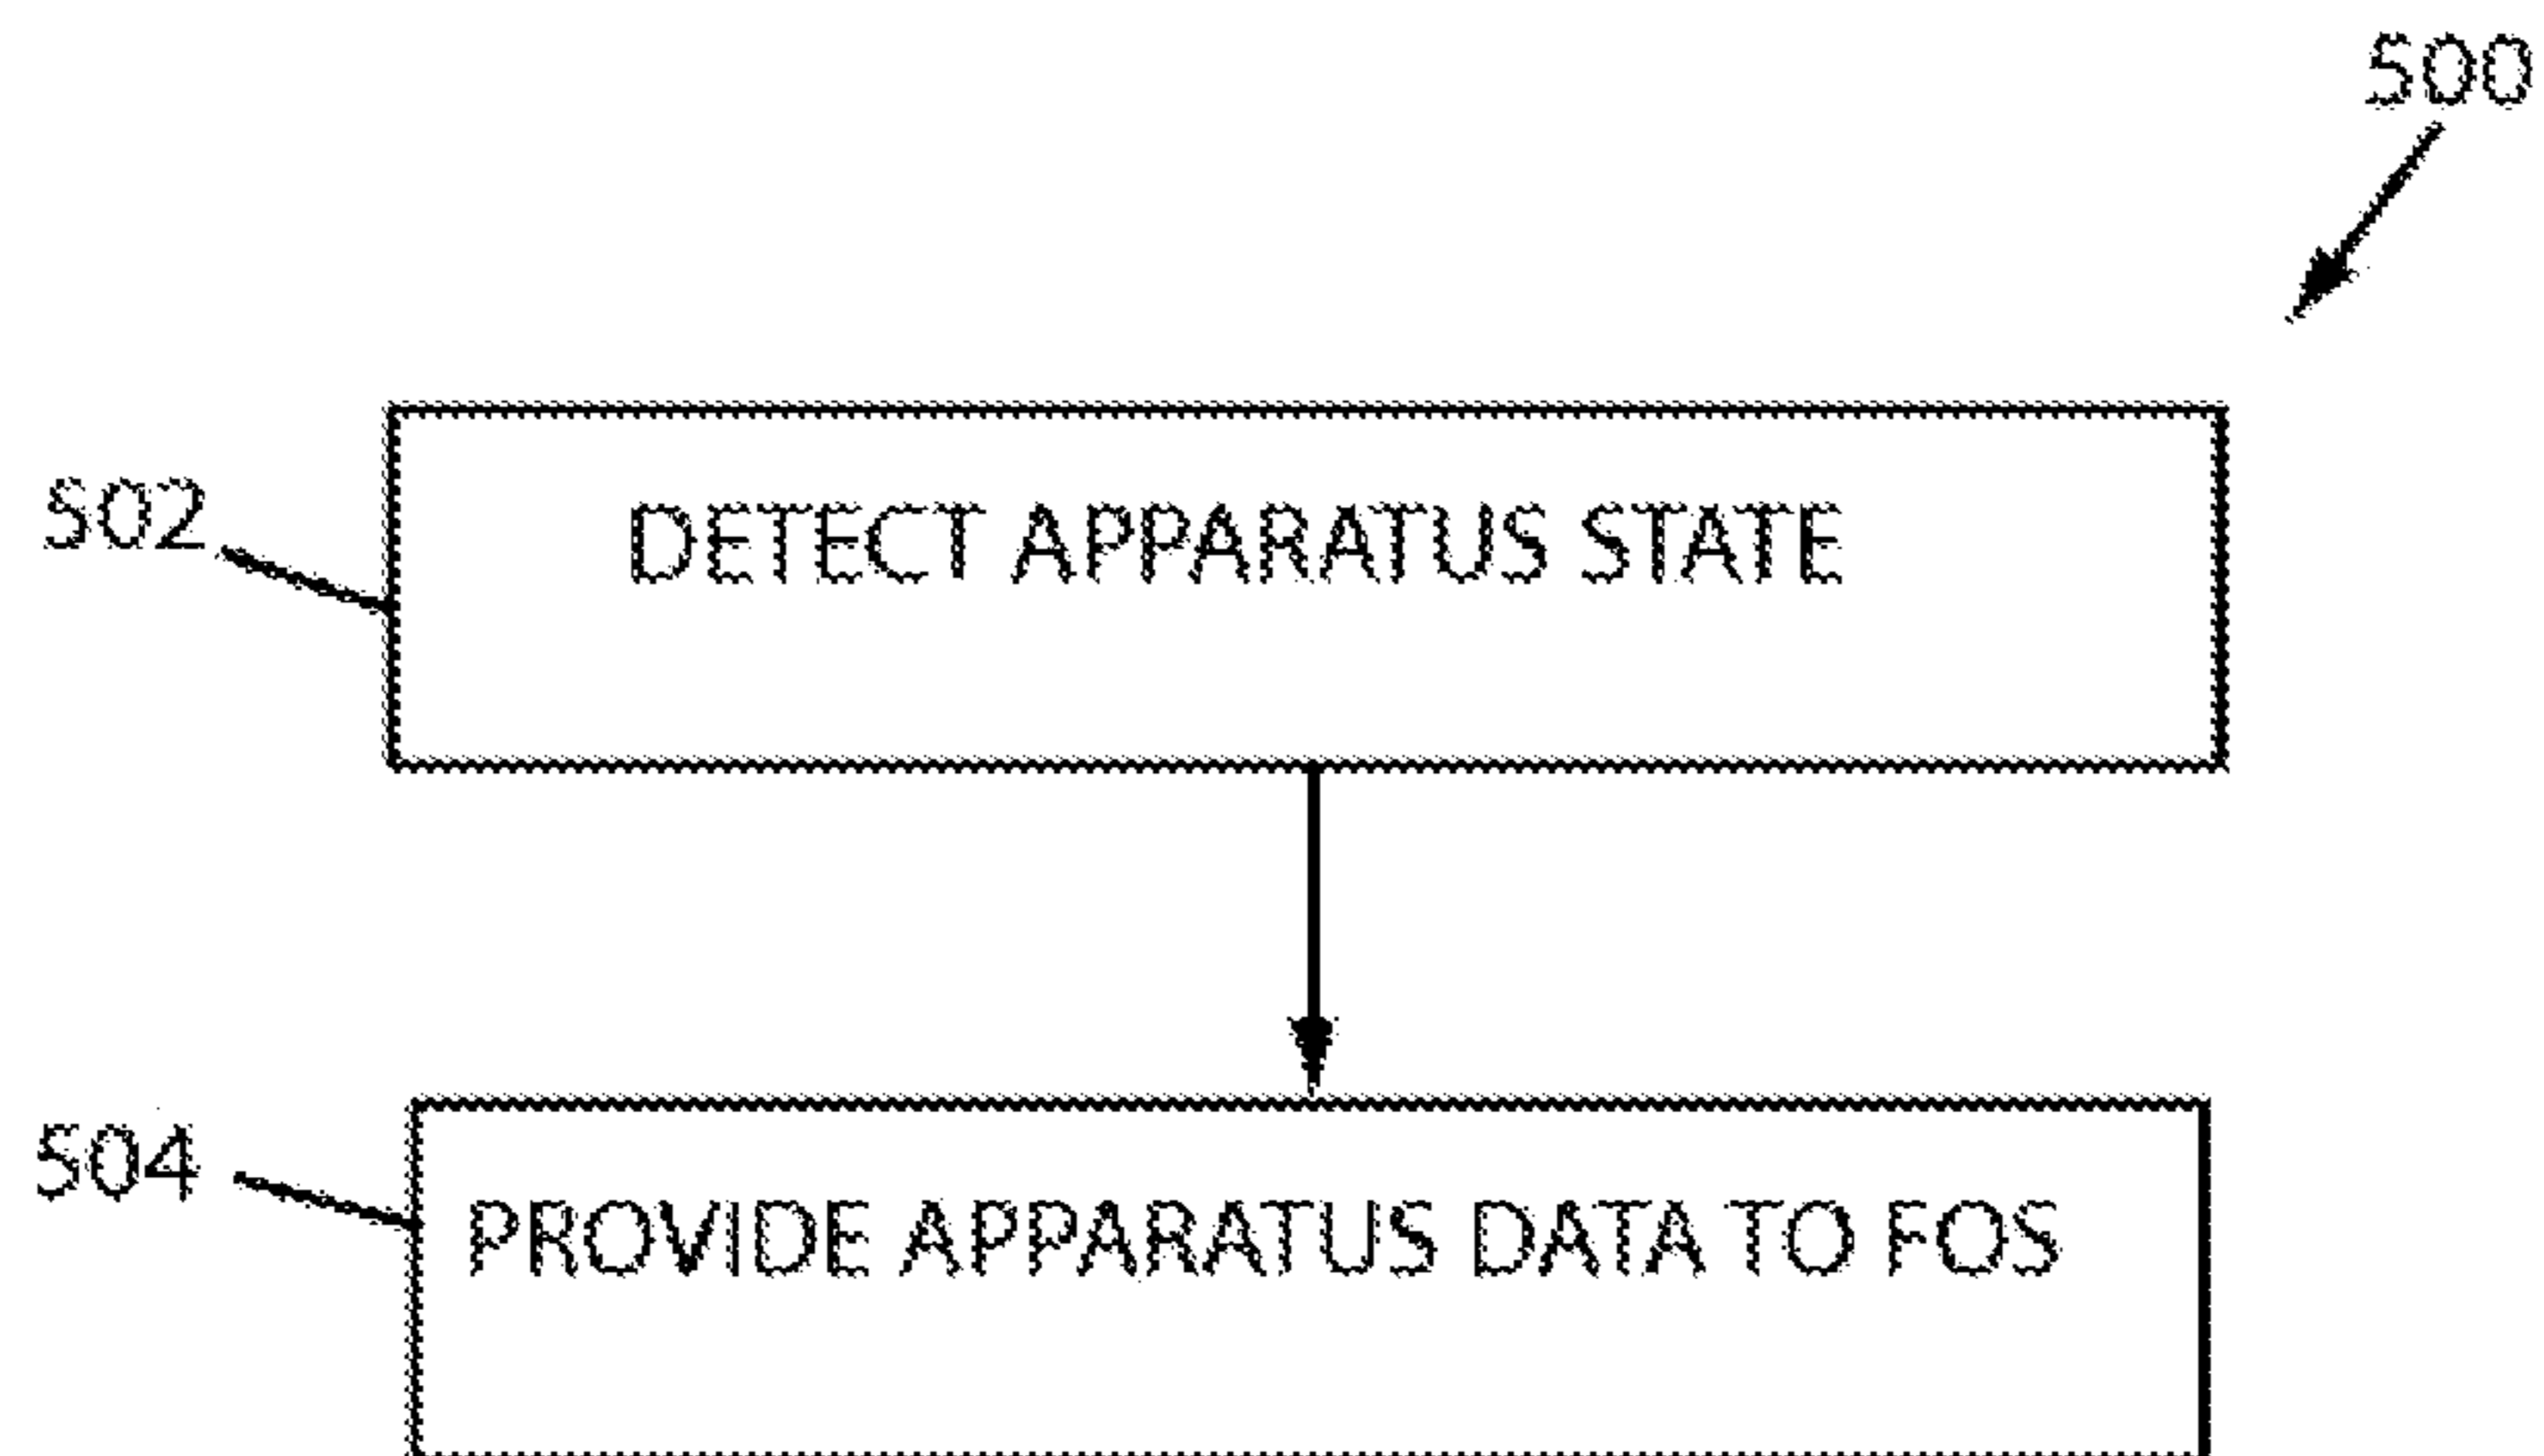 500
502
DETECT APPARATUS STATE
504
PROVIDE APPARATUS DATA TO FOS